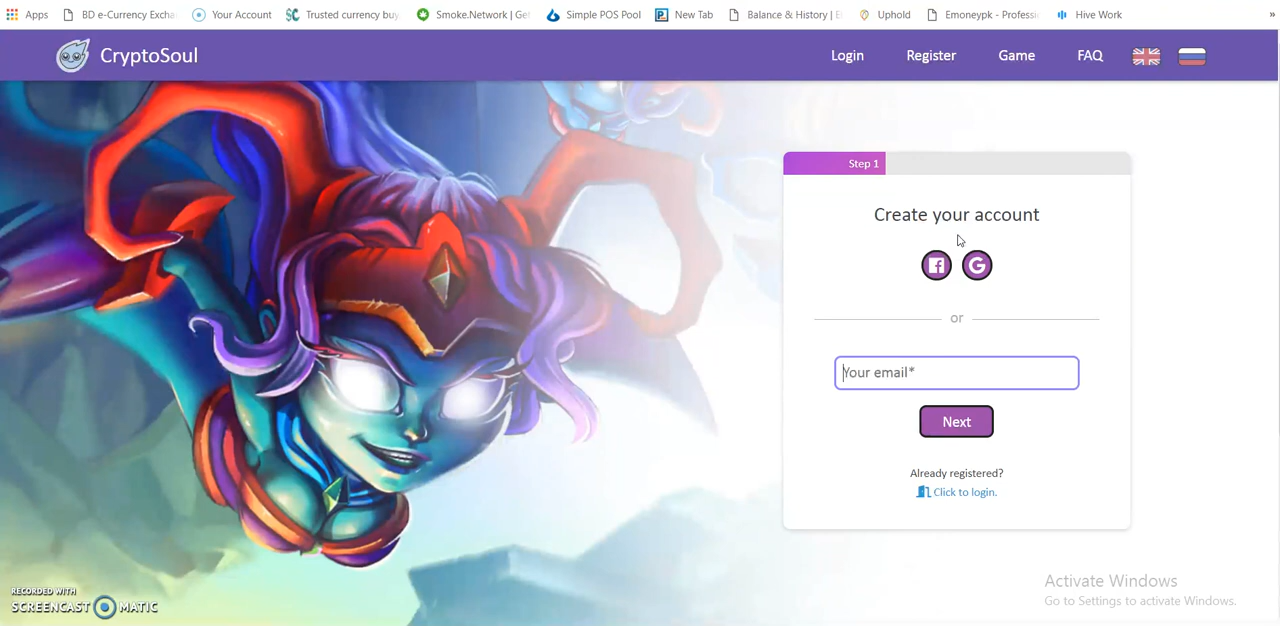 Apps BD e-Currency Excha Your Account Trusted currency buy Smoke.Network | Get Simple POS Pool New Tab Balance & History | E Uphold Emoneypk - Professi Hive Work »
CryptoSoul Login Register Game FAQ
Step 1
Create your account
or
Your email*
Next
Already registered?
Click to login.
Activate Windows
Go to Settings to activate Windows.
RECORDED WITH
SCREENCAST MATIC